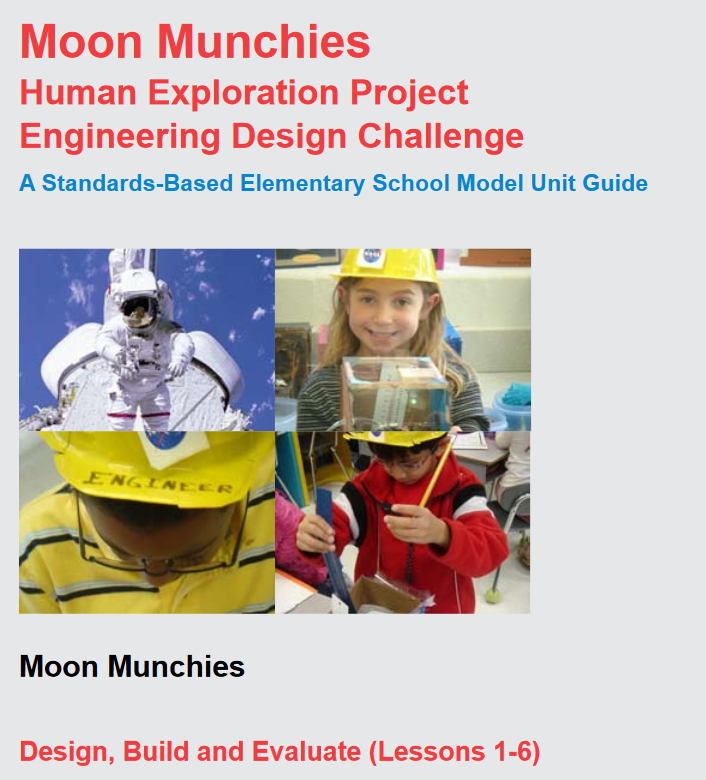 Moon Munchies
Human Exploration Project
Engineering Design Challenge
A Standards-Based Elementary School Model Unit Guide
ENGINEER
Moon Munchies
Design, Build and Evaluate (Lessons 1-6)